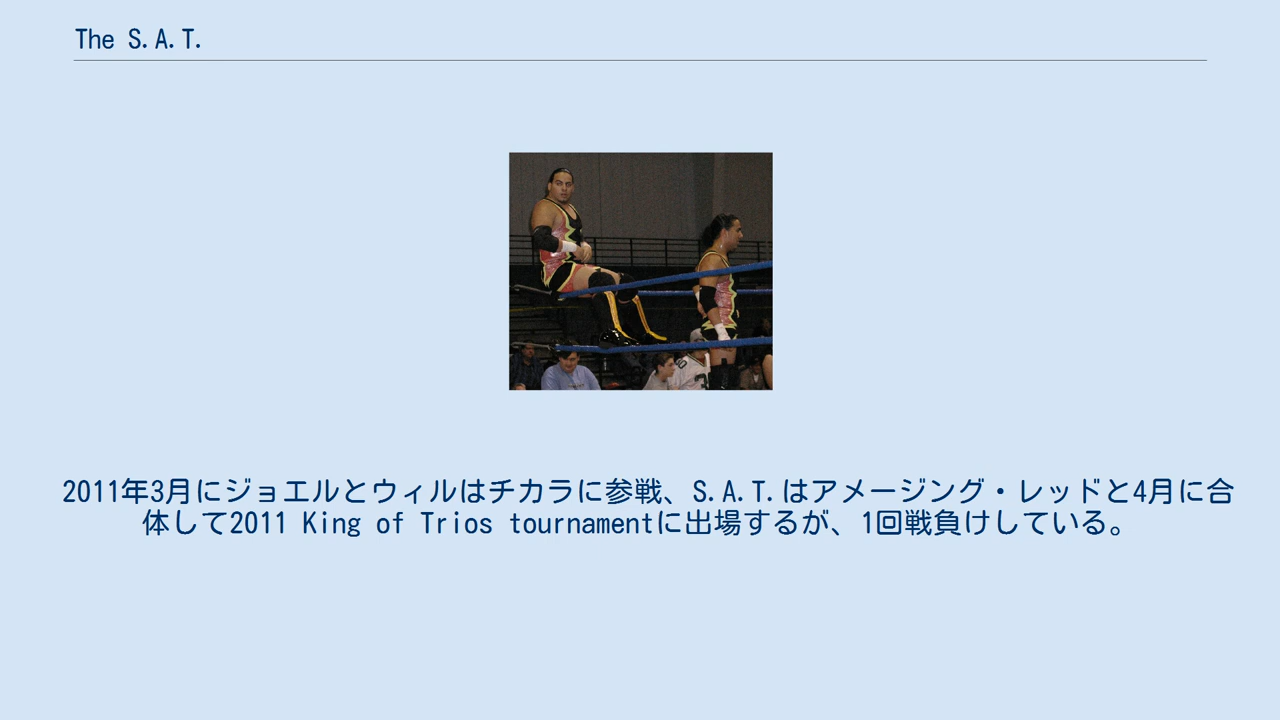 The S.A.T.
2011年3月にジョエルとウィルはチカラに参戦、S.A.T.はアメージング・レッドと4月に合
体して2011 King of Trios tournamentに出場するが、1回戦負けしている。